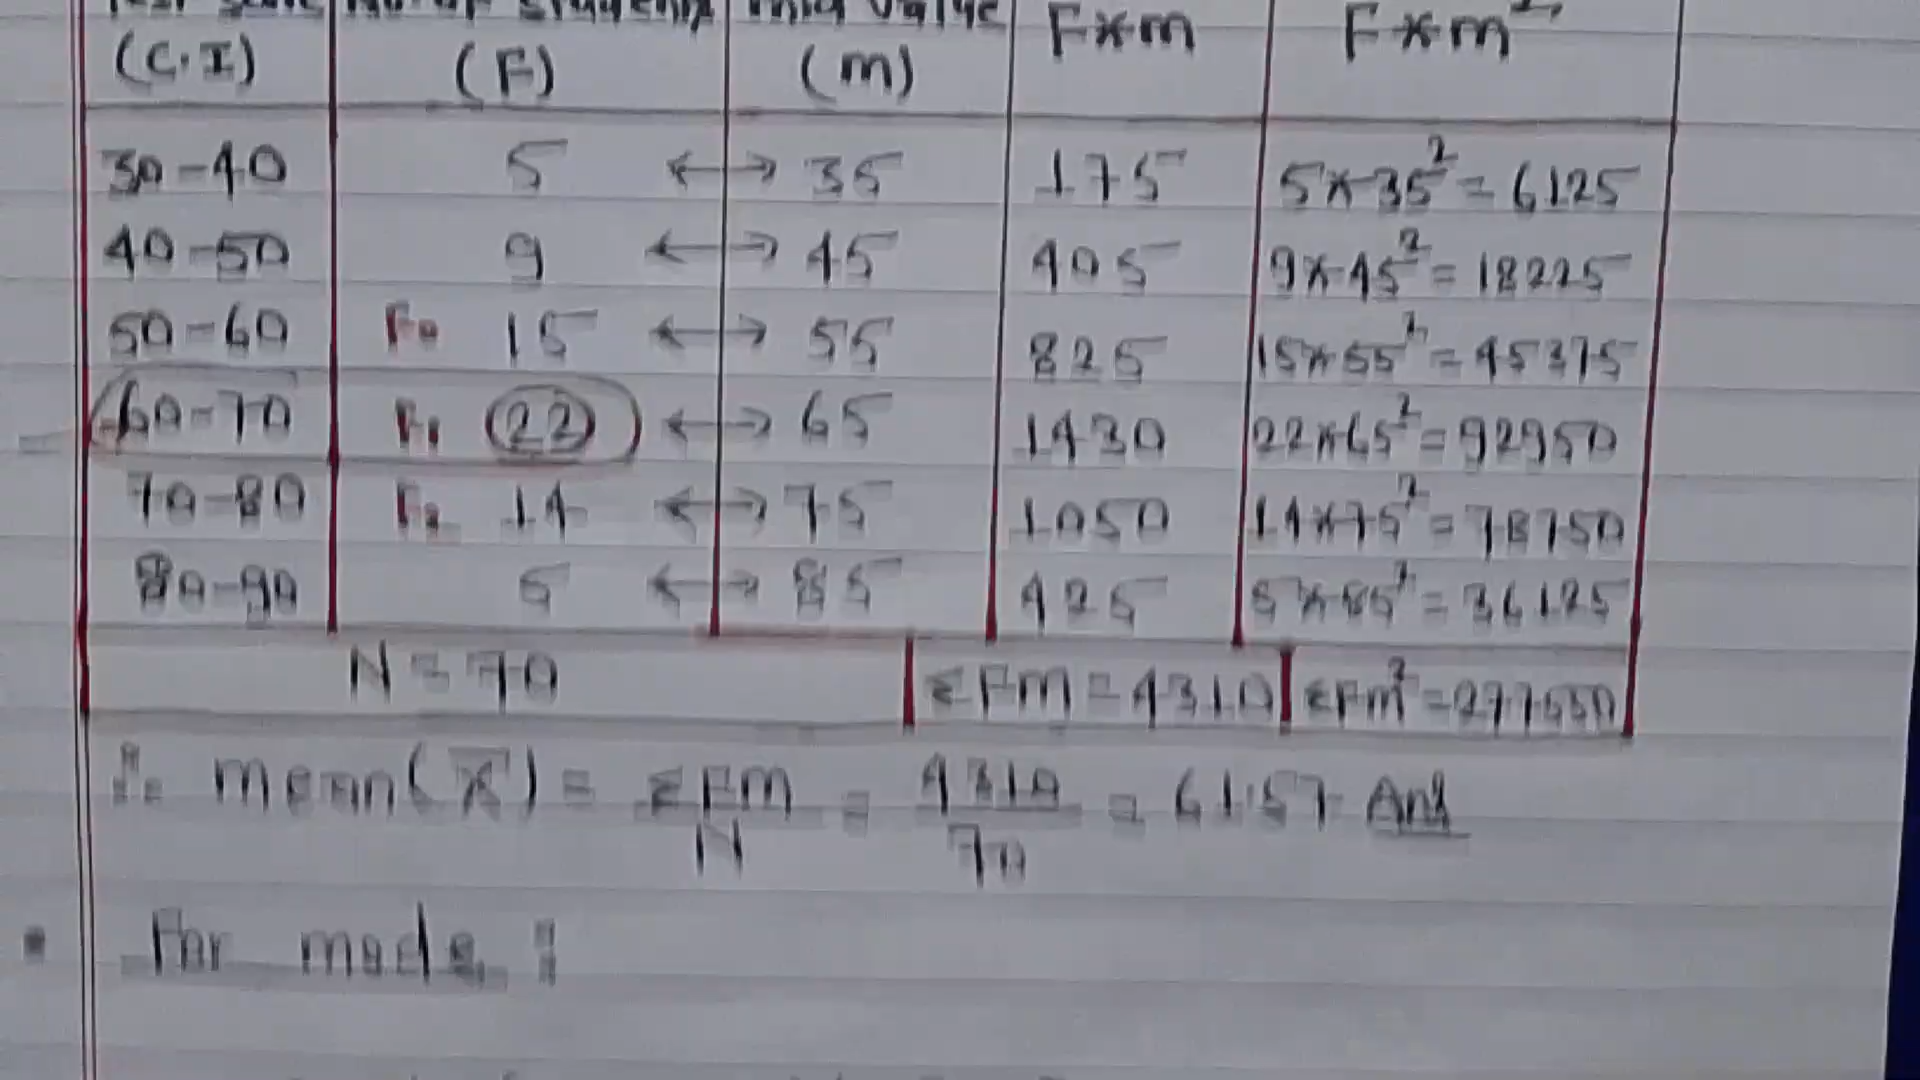 (C.I) (F) (m) F×m F×m²
30-40 5 ↔ 35 175 5×35² = 6125
40-50 9 ↔ 45 405 9×45² = 18225
50-60 F₀ 15 ↔ 55 825 15×55² = 45375
60-70 F₁ 22 ↔ 65 1430 22×65² = 92950
70-80 F₂ 14 ↔ 75 1050 14×75² = 78750
80-90 5 ↔ 85 425 5×85² = 36125
N = 70 ΣFM = 4310 ΣFm² = 277550
∴ mean (x̄) = ΣFM/N = 4310/70 = 61.57 Ans
• For mode :